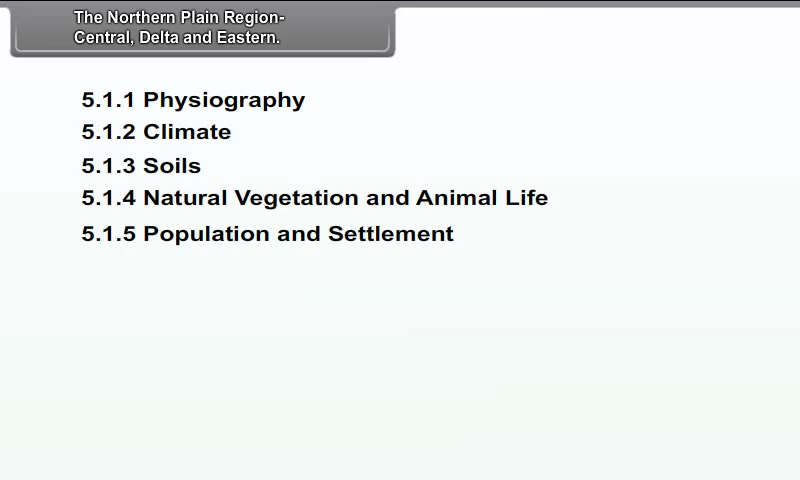 The Northern Plain Region-
Central, Delta and Eastern.
5.1.1 Physiography
5.1.2 Climate
5.1.3 Soils
5.1.4 Natural Vegetation and Animal Life
5.1.5 Population and Settlement